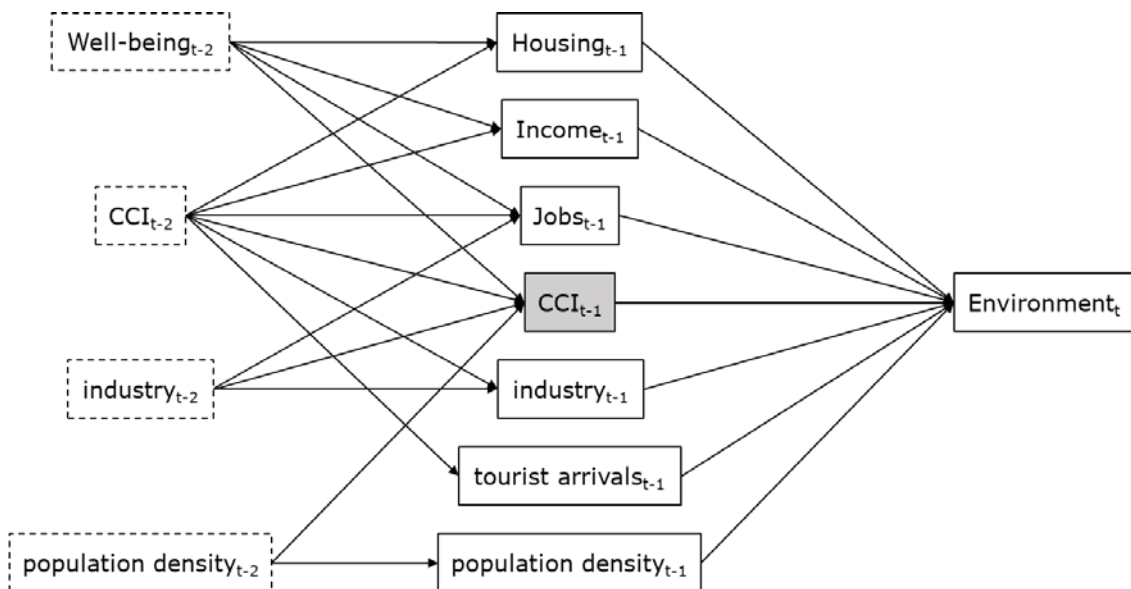 Well-being t-2
Housing t-1
Income t-1
CCI t-2
Jobs t-1
CCI t-1
Environment t
industry t-2
industry t-1
tourist arrivals t-1
population density t-2
population density t-1